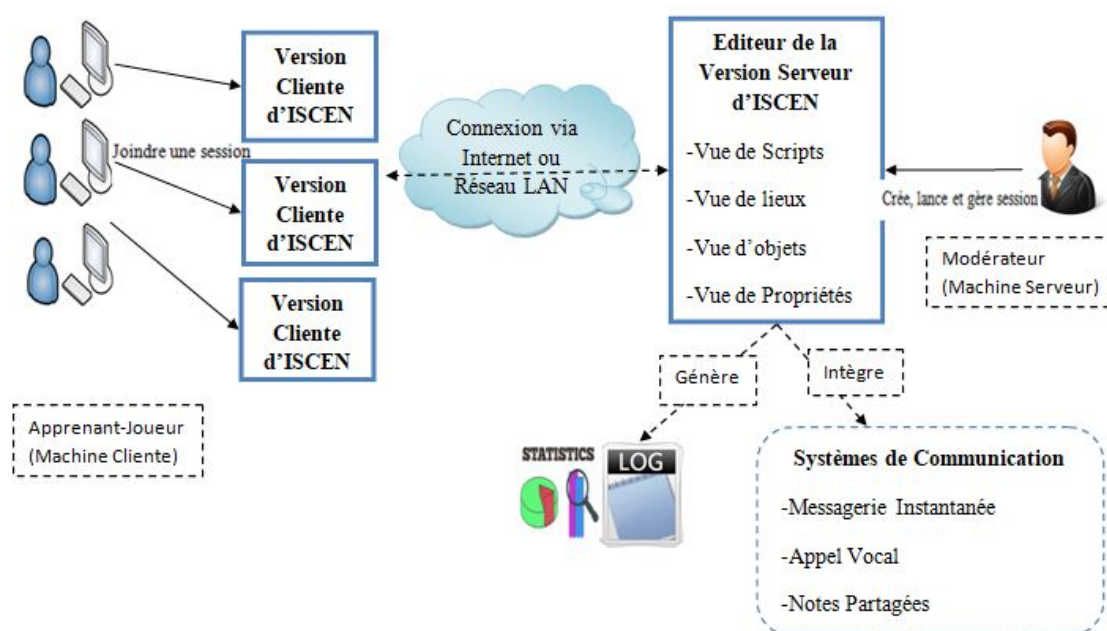 Version
Cliente
d’ISCEN
Joindre une session
Version
Cliente
d’ISCEN
Version
Cliente
d’ISCEN
Apprenant-Joueur
(Machine Cliente)
Connexion via
Internet ou
Réseau LAN
Editeur de la
Version Serveur
d’ISCEN
-Vue de Scripts
-Vue de lieux
-Vue d’objets
-Vue de Propriétés
Crée, lance et gère session
Modérateur
(Machine Serveur)
Génère
Intègre
STATISTICS
LOG
Systèmes de Communication
-Messagerie Instantanée
-Appel Vocal
-Notes Partagées